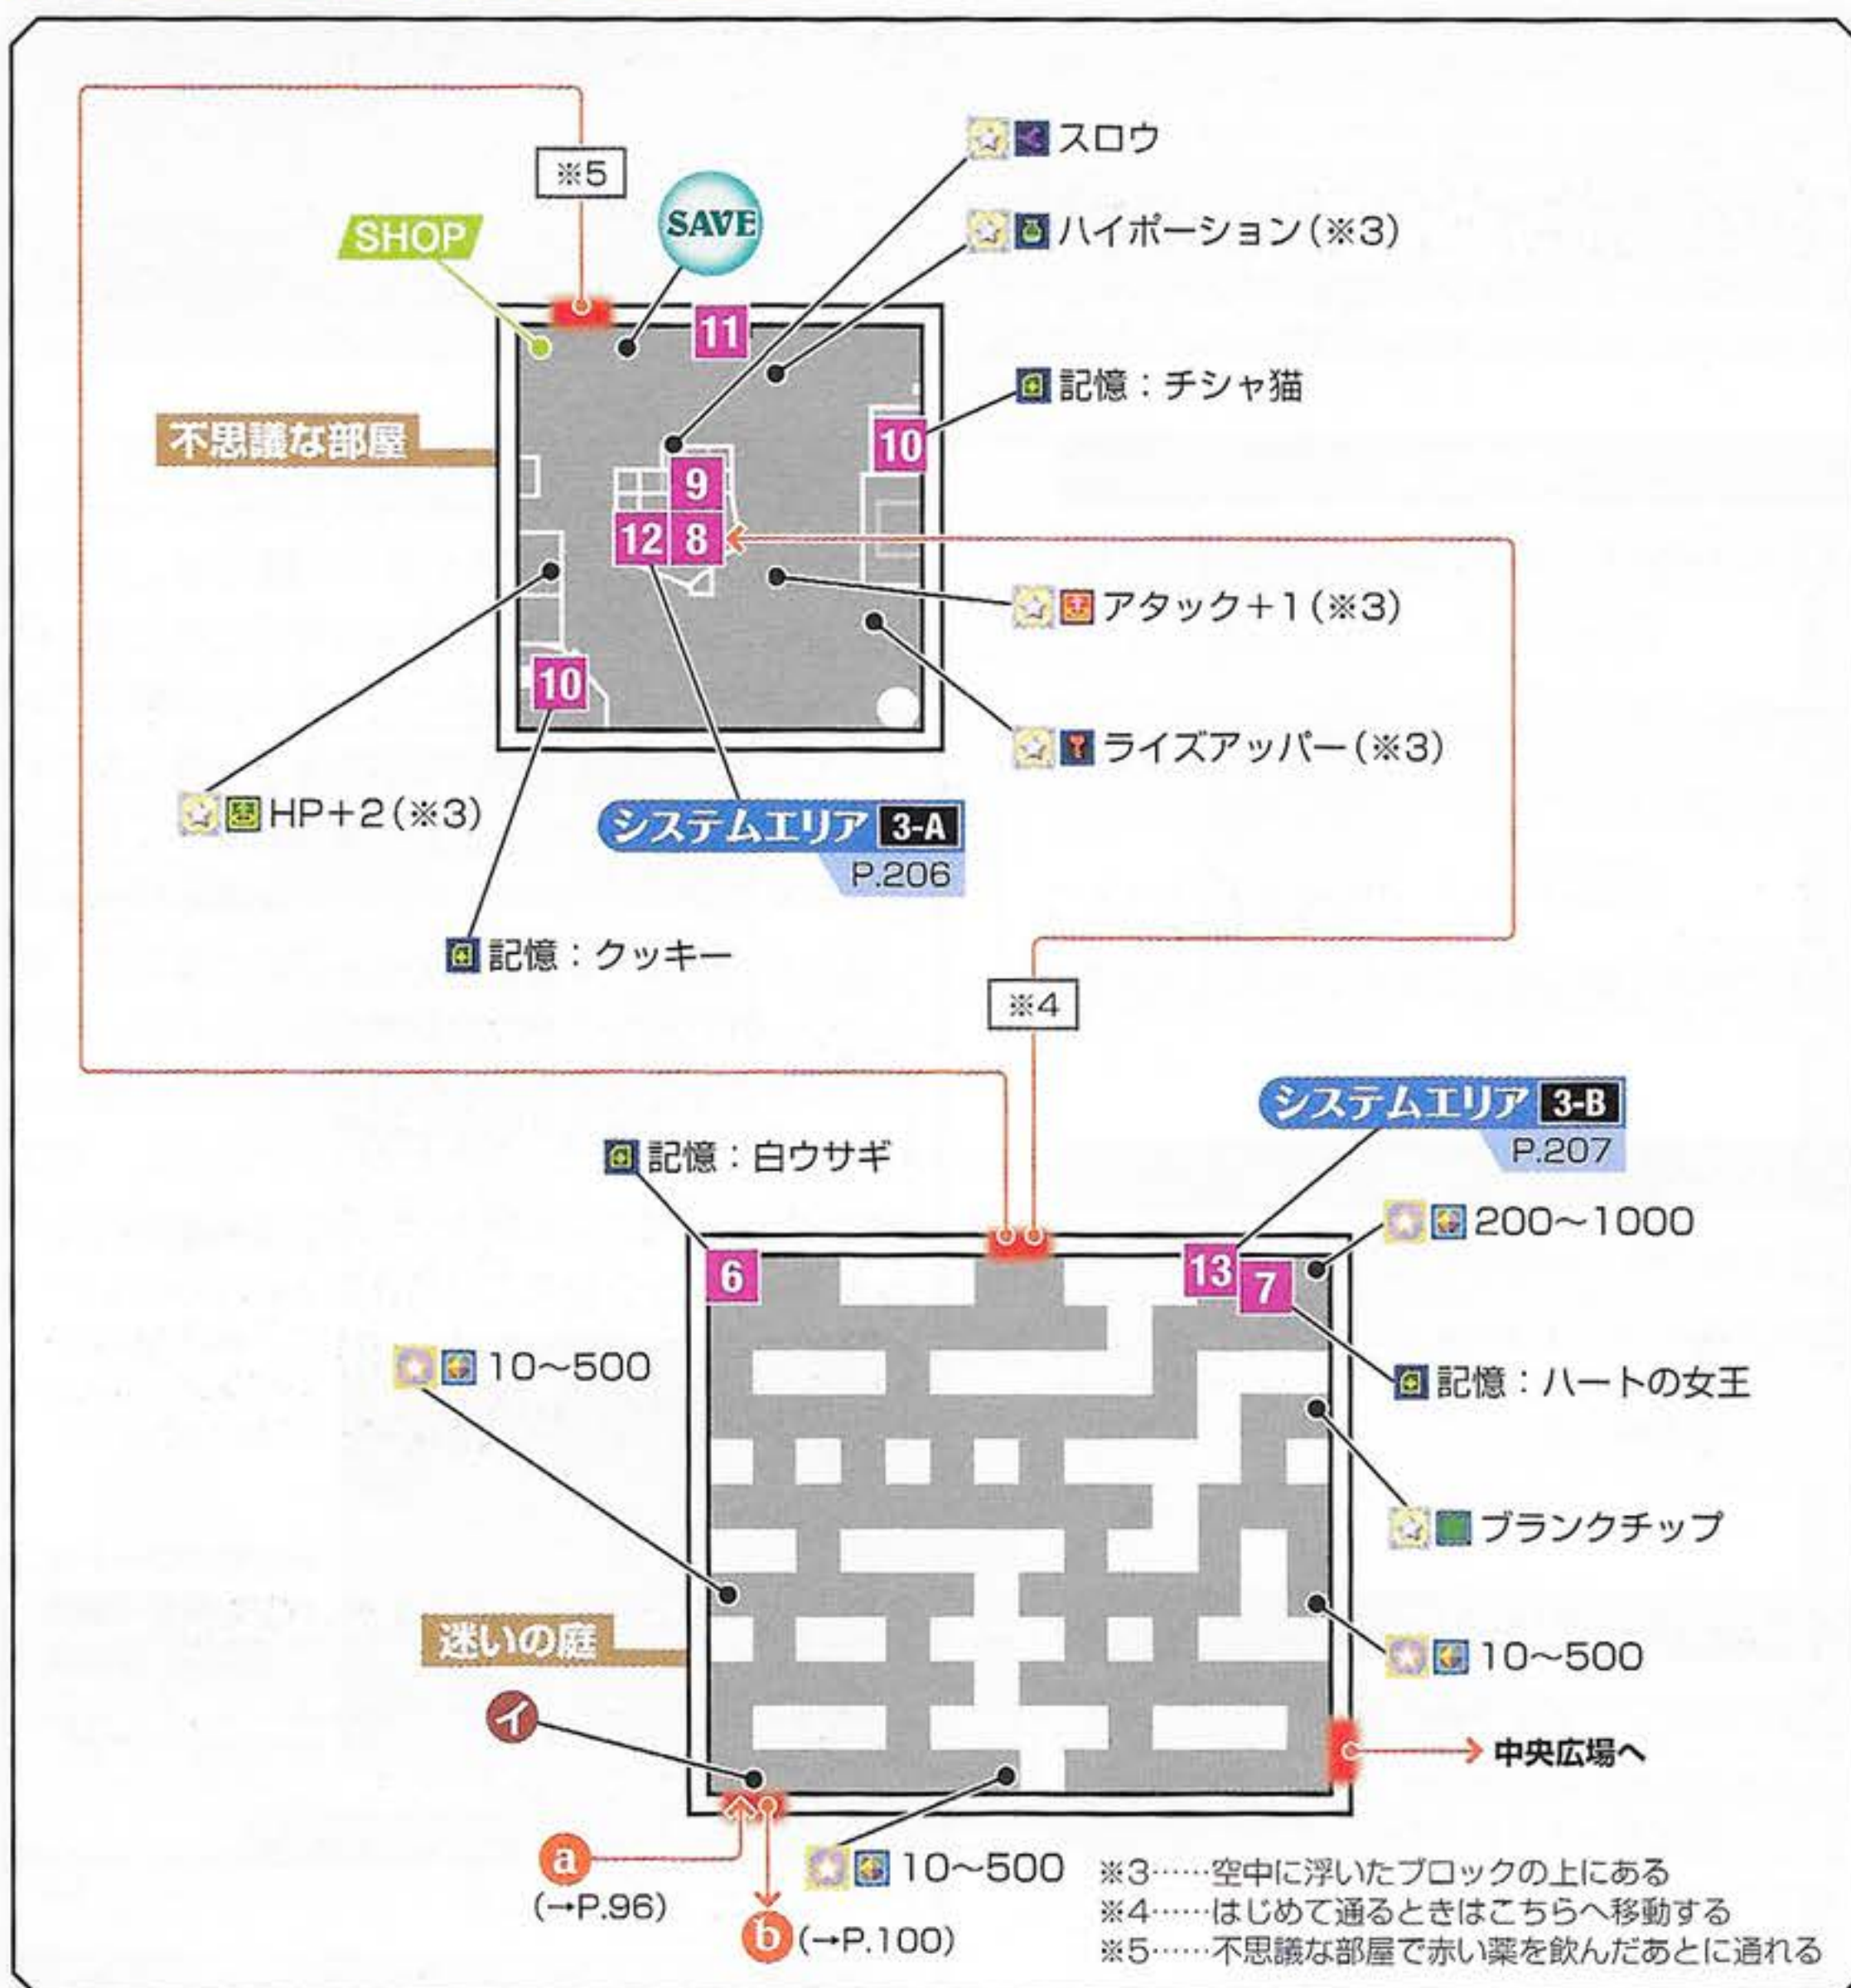 ※5
スロウ
ハイポーション(※3)
SHOP
SAVE
11
記憶：チシャ猫
10
不思議な部屋
9
12
8
アタック＋1(※3)
10
ライズアッパー(※3)
HP＋2(※3)
システムエリア 3-A
P.206
記憶：クッキー
※4
システムエリア 3-B
P.207
記憶：白ウサギ
200〜1000
6
13
7
10〜500
記憶：ハートの女王
ブランクチップ
迷いの庭
10〜500
イ
中央広場へ
a
(→P.96)
10〜500
b
(→P.100)
※3……空中に浮いたブロックの上にある
※4……はじめて通るときはこちらへ移動する
※5……不思議な部屋で赤い薬を飲んだあとに通れる